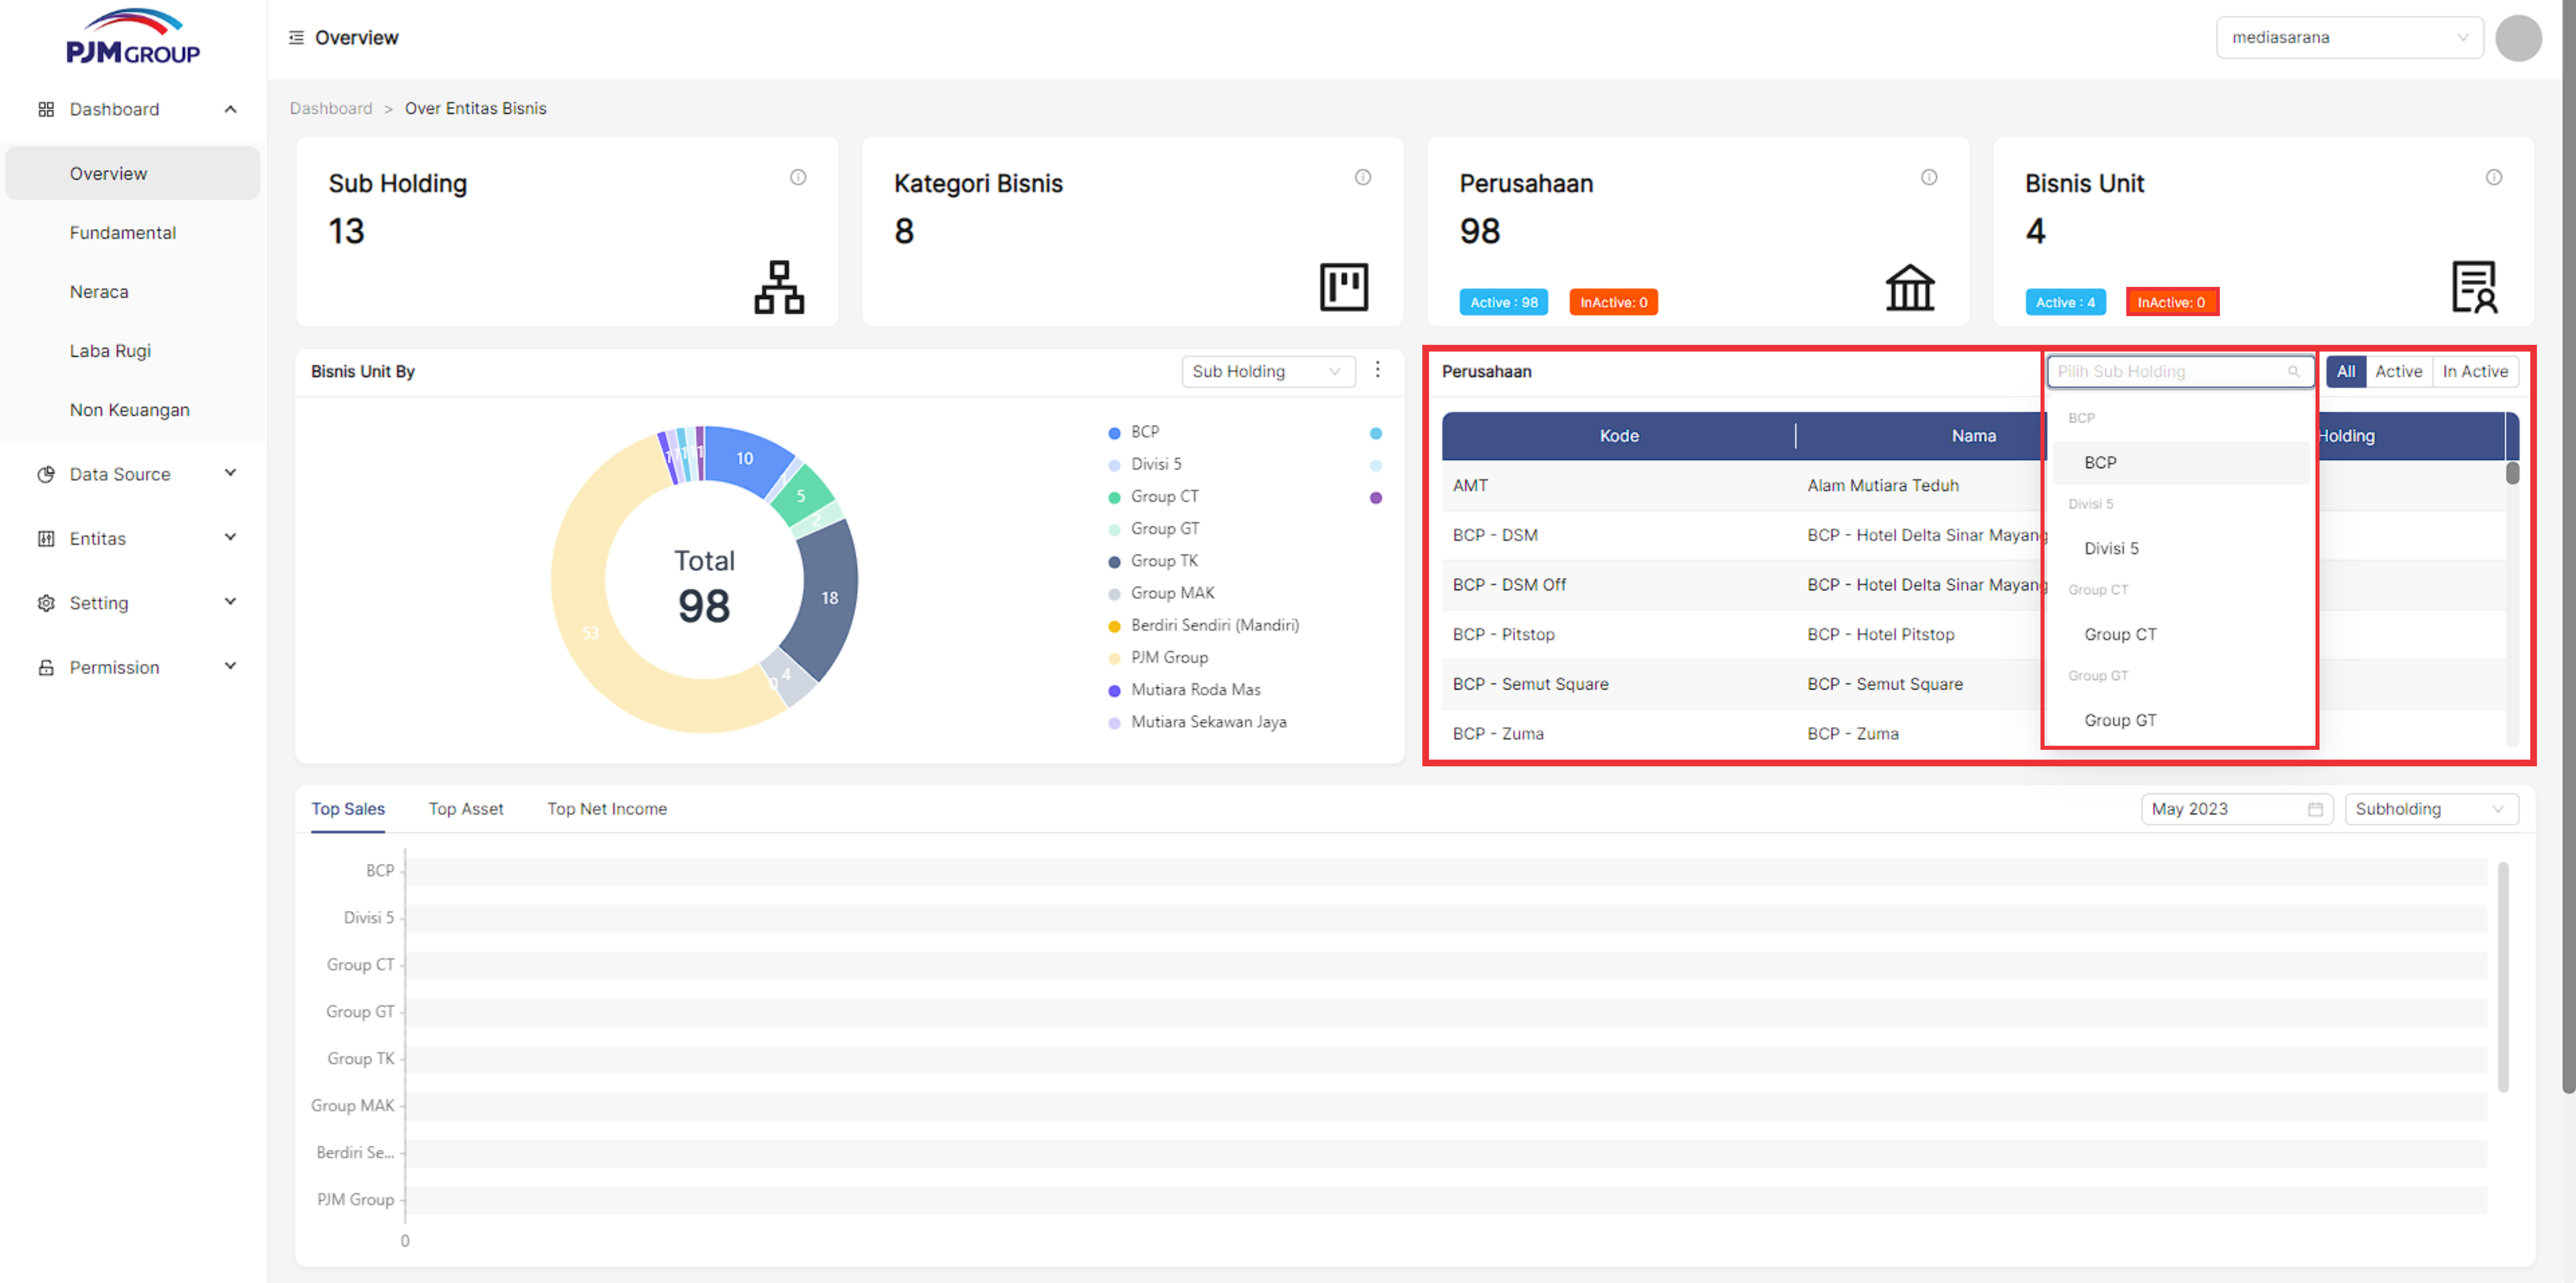 PJM GROUP
Overview
mediasarana
Dashboard
Overview
Fundamental
Neraca
Laba Rugi
Non Keuangan
Data Source
Entitas
Setting
Permission
Dashboard > Over Entitas Bisnis
Sub Holding
13
Kategori Bisnis
8
Perusahaan
98
Active : 98
InActive: 0
Bisnis Unit
4
Active : 4
InActive: 0
Bisnis Unit By
Sub Holding
10
5
2
18
4
0
53
1 1 1 1 1
Total
98
BCP
Divisi 5
Group CT
Group GT
Group TK
Group MAK
Berdiri Sendiri (Mandiri)
PJM Group
Mutiara Roda Mas
Mutiara Sekawan Jaya
Perusahaan
Pilih Sub Holding
All Active In Active
Kode Nama Holding
AMT Alam Mutiara Teduh
BCP - DSM BCP - Hotel Delta Sinar Mayang
BCP - DSM Off BCP - Hotel Delta Sinar Mayang
BCP - Pitstop BCP - Hotel Pitstop
BCP - Semut Square BCP - Semut Square
BCP - Zuma BCP - Zuma
BCP
BCP
Divisi 5
Divisi 5
Group CT
Group CT
Group GT
Group GT
Top Sales Top Asset Top Net Income
May 2023
Subholding
BCP
Divisi 5
Group CT
Group GT
Group TK
Group MAK
Berdiri Se...
PJM Group
0